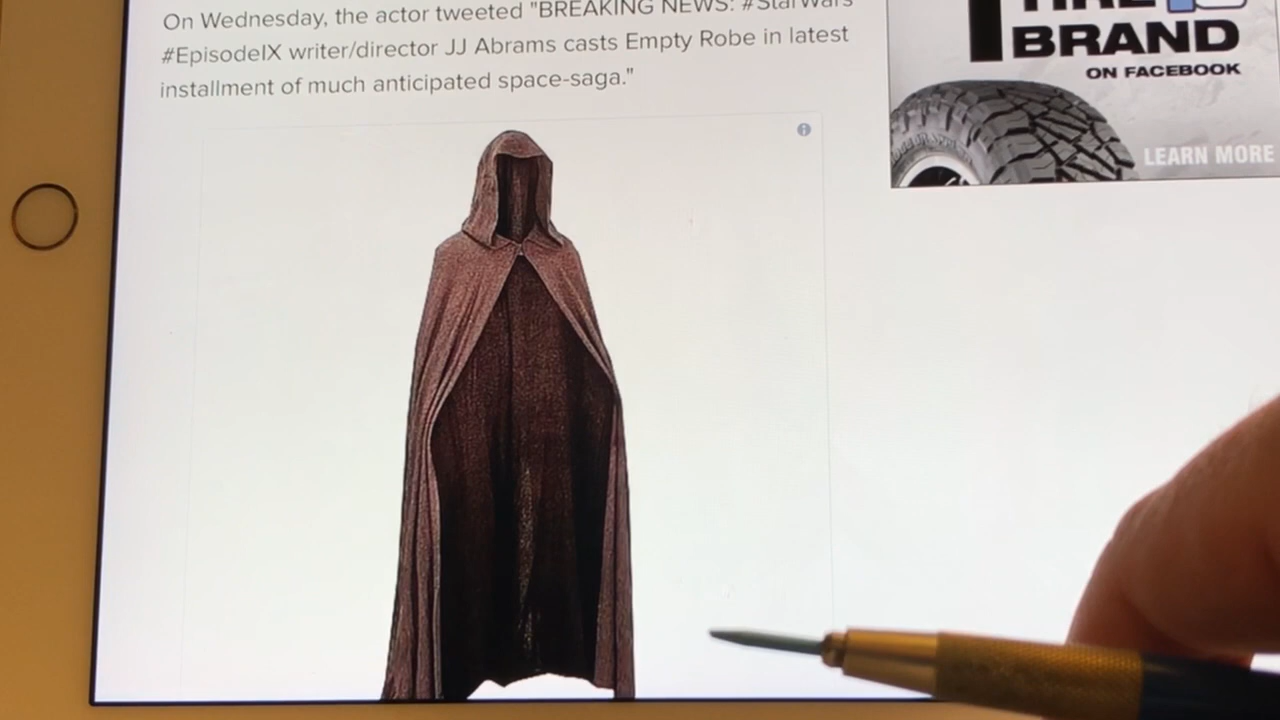 On Wednesday, the actor tweeted "BREAKING NEWS: #StarWars
#EpisodeIX writer/director JJ Abrams casts Empty Robe in latest
installment of much anticipated space-saga."
BRAND
ON FACEBOOK
LEARN MORE